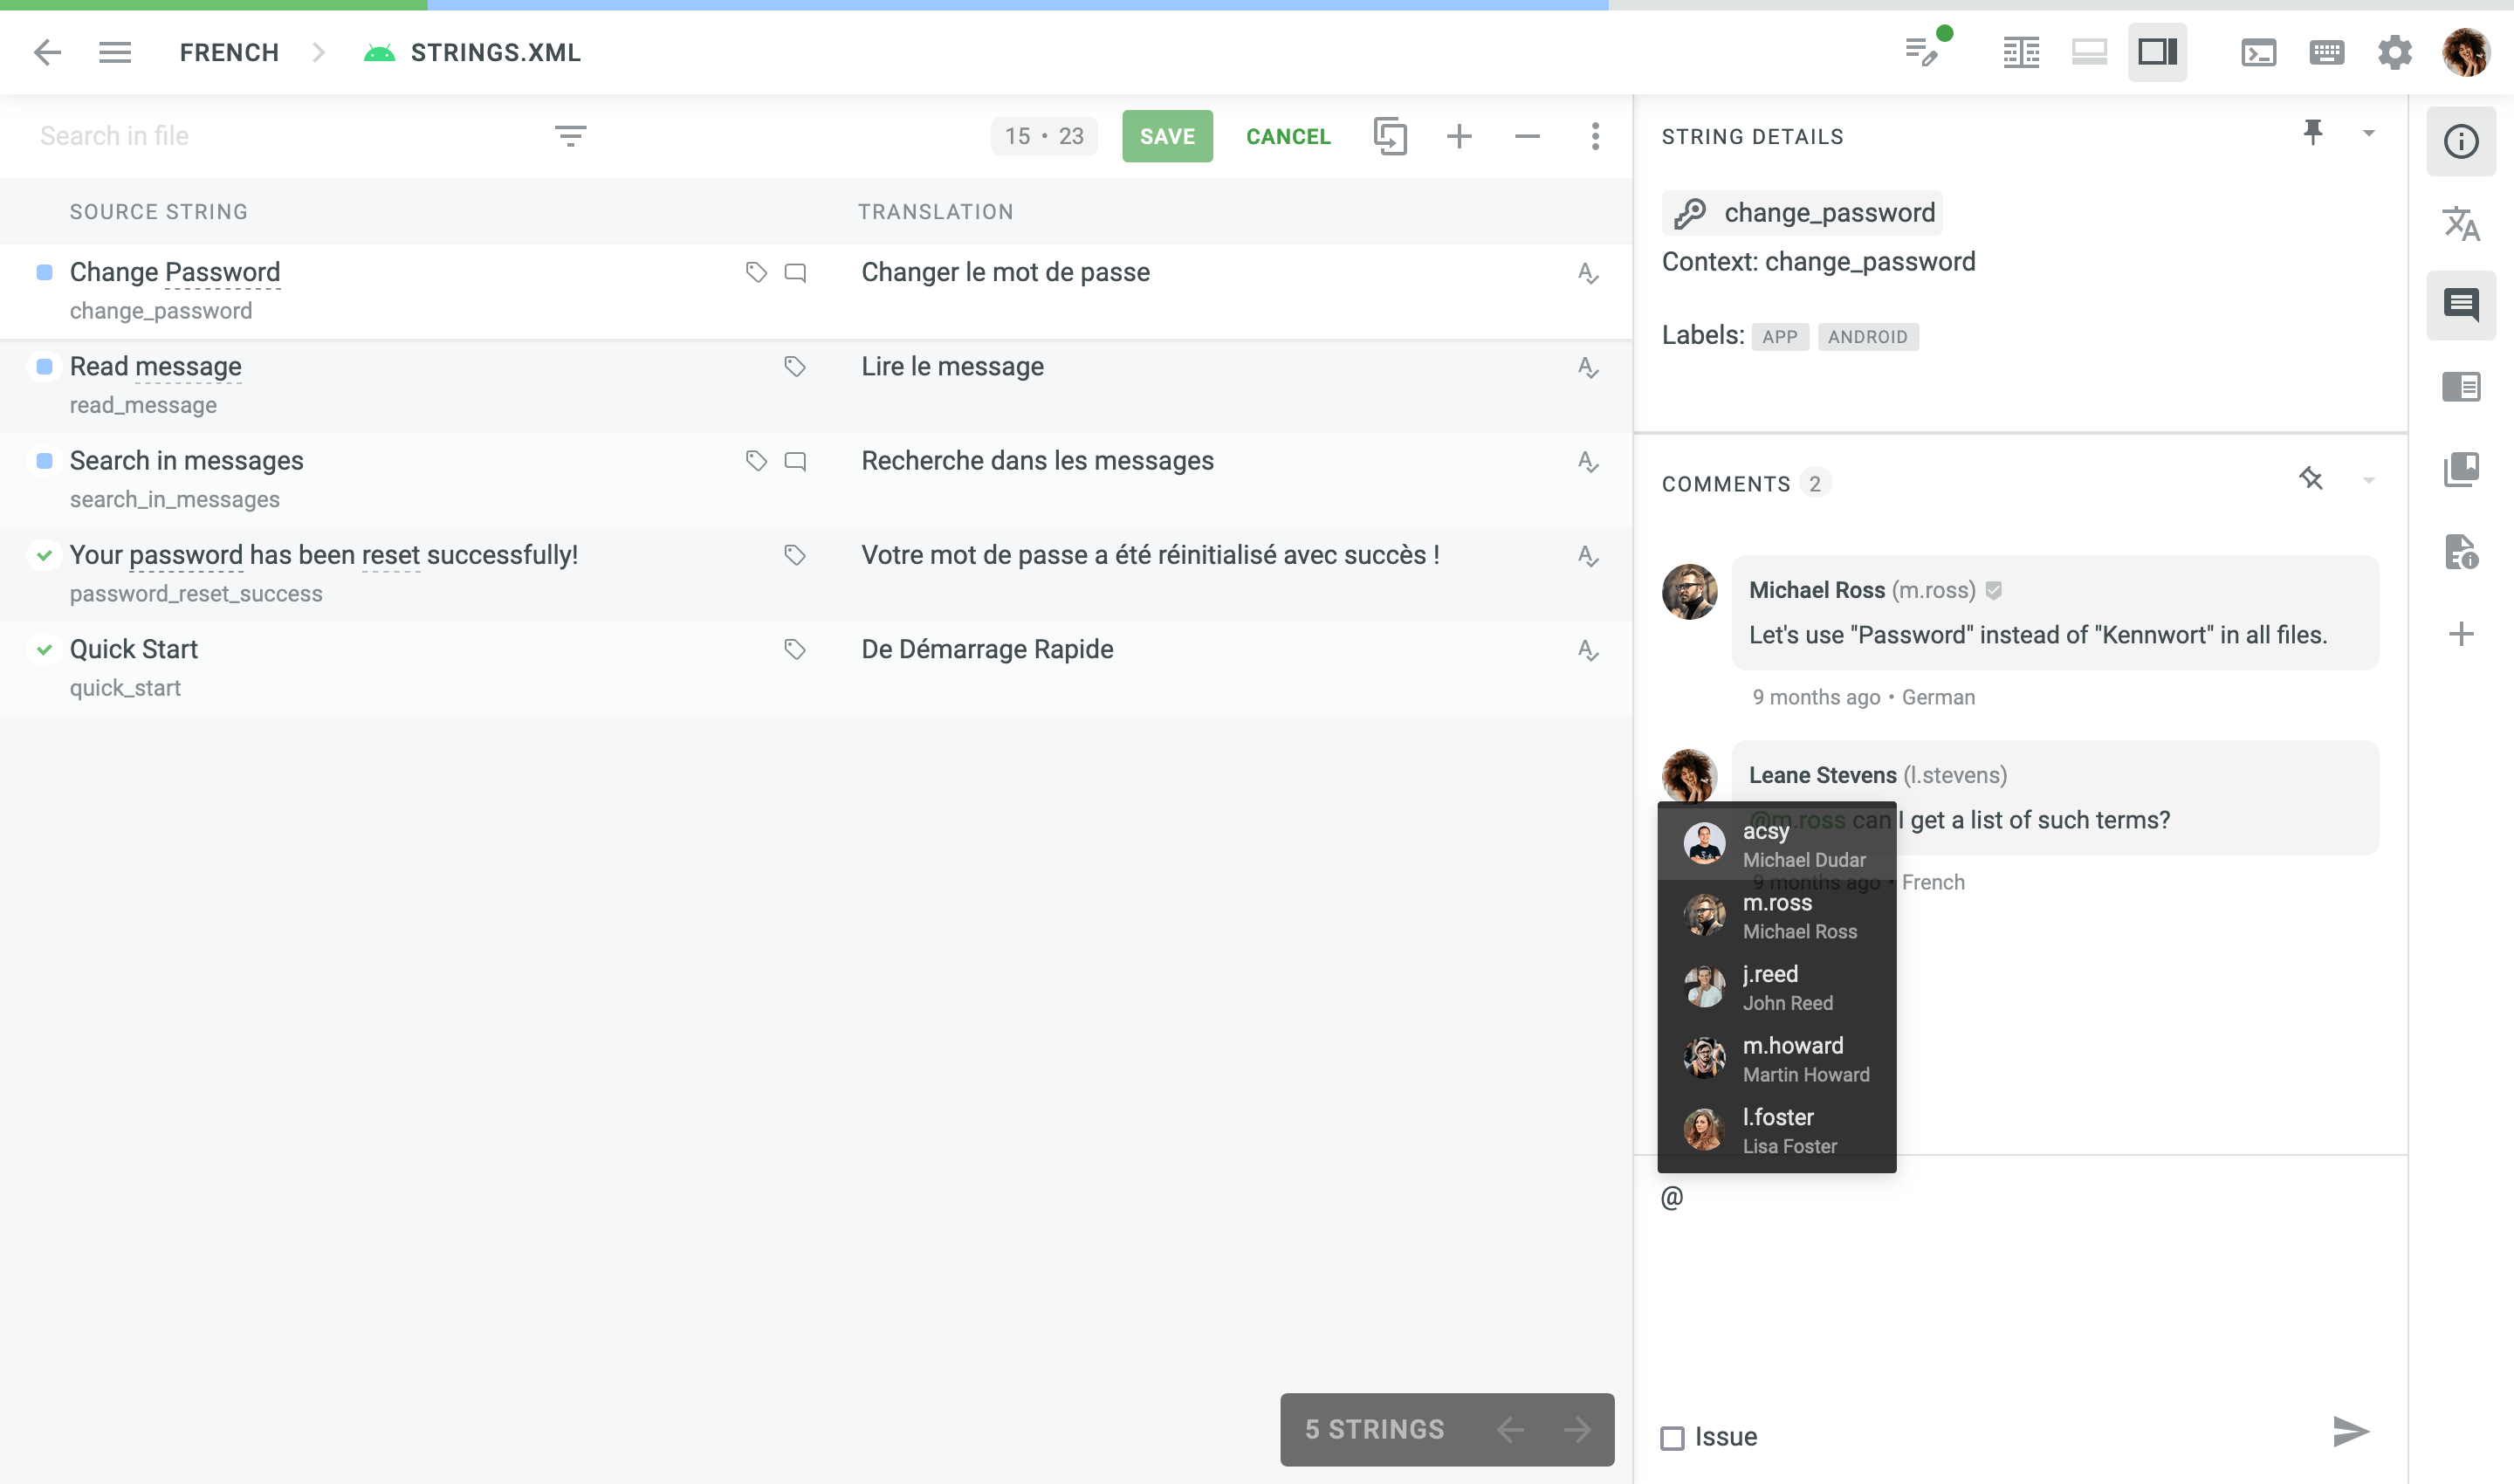 FRENCH
STRINGS.XML
Search in file
15 • 23
SAVE
CANCEL
SOURCE STRING
TRANSLATION
Change Password
change_password
Changer le mot de passe
Read message
read_message
Lire le message
Search in messages
search_in_messages
Recherche dans les messages
Your password has been reset successfully!
password_reset_success
Votre mot de passe a été réinitialisé avec succès !
Quick Start
quick_start
De Démarrage Rapide
5 STRINGS
STRING DETAILS
change_password
Context: change_password
Labels: APP ANDROID
COMMENTS 2
Michael Ross (m.ross)
Let's use "Password" instead of "Kennwort" in all files.
9 months ago • German
Leane Stevens (l.stevens)
@m.ross can I get a list of such terms?
9 months ago • French
acsy
Michael Dudar
m.ross
Michael Ross
j.reed
John Reed
m.howard
Martin Howard
l.foster
Lisa Foster
@
Issue